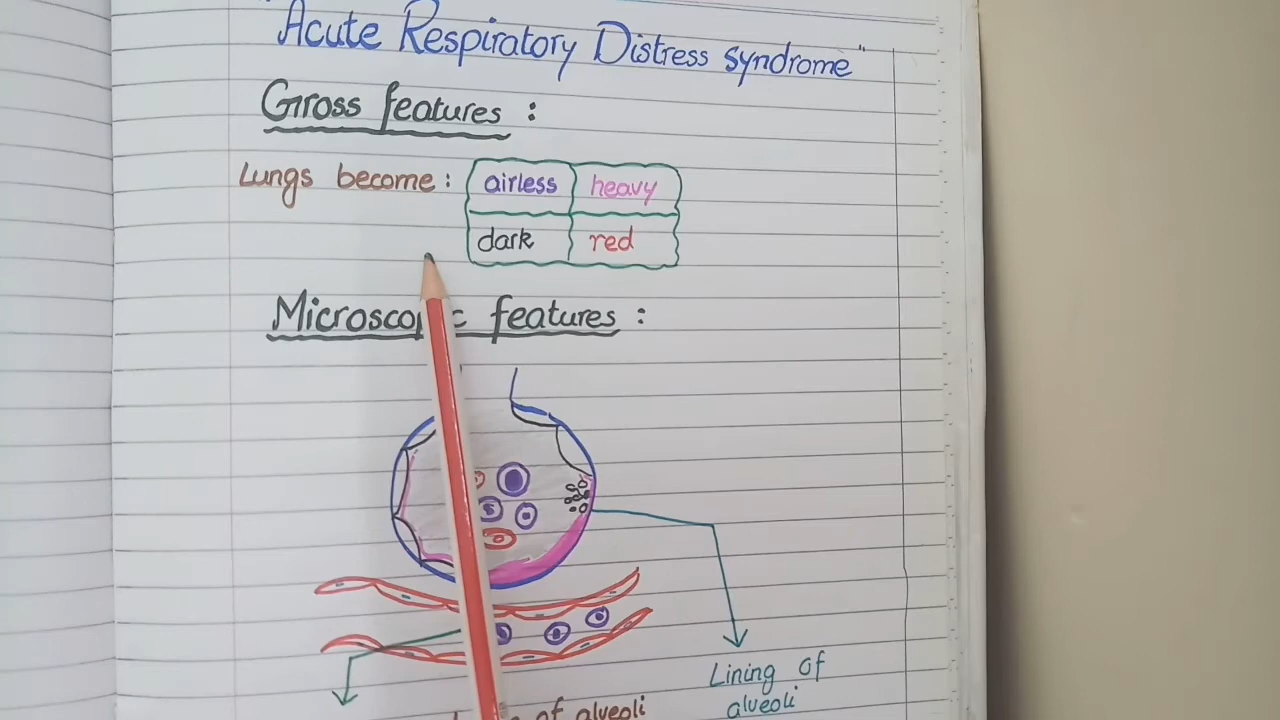 "Acute Respiratory Distress syndrome"
Gross features :
Lungs become : airless heavy
dark red
features :
Lining of
alveoli
of alveoli